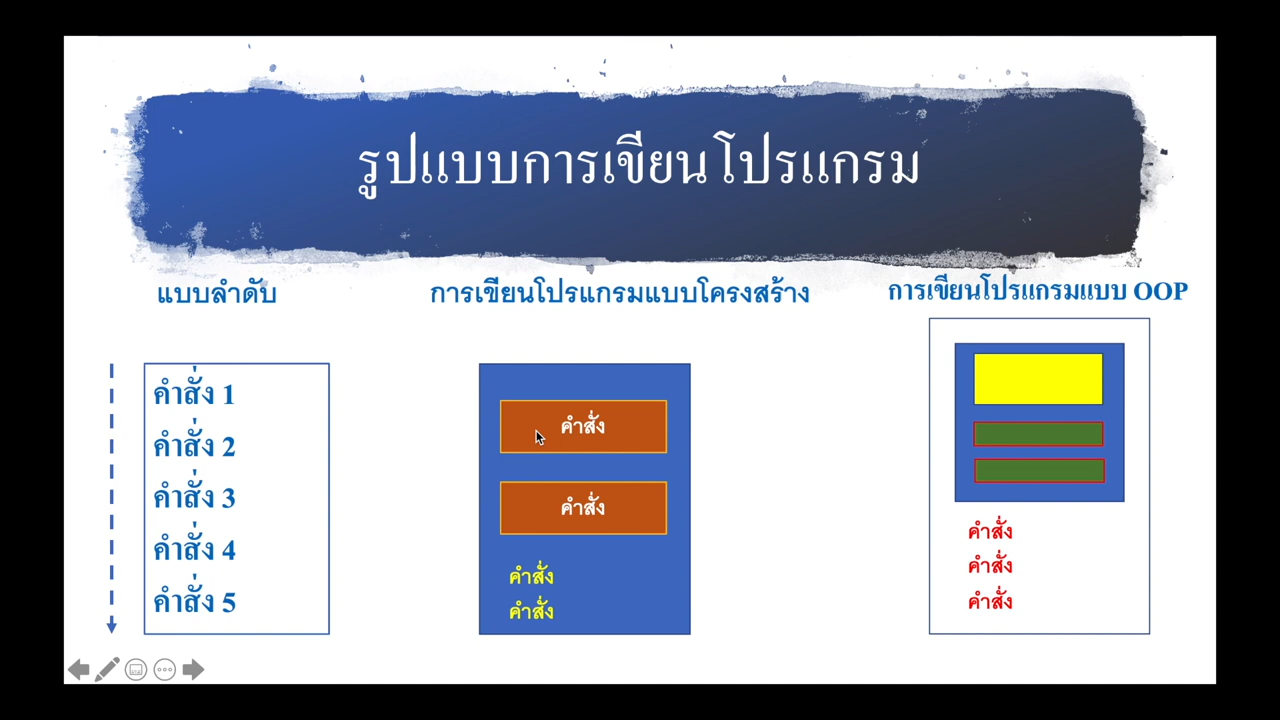 รูปแบบการเขียนโปรแกรม
แบบลำดับ
คำสั่ง 1
คำสั่ง 2
คำสั่ง 3
คำสั่ง 4
คำสั่ง 5
การเขียนโปรแกรมแบบโครงสร้าง
คำสั่ง
คำสั่ง
คำสั่ง
คำสั่ง
การเขียนโปรแกรมแบบ OOP
คำสั่ง
คำสั่ง
คำสั่ง